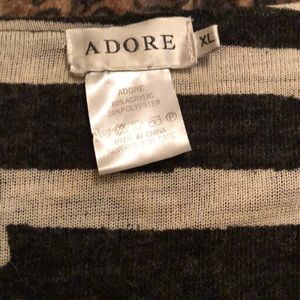 ADORE
XL
ADORE
80% ACRYLIC
20% POLYESTER
MADE IN CHINA